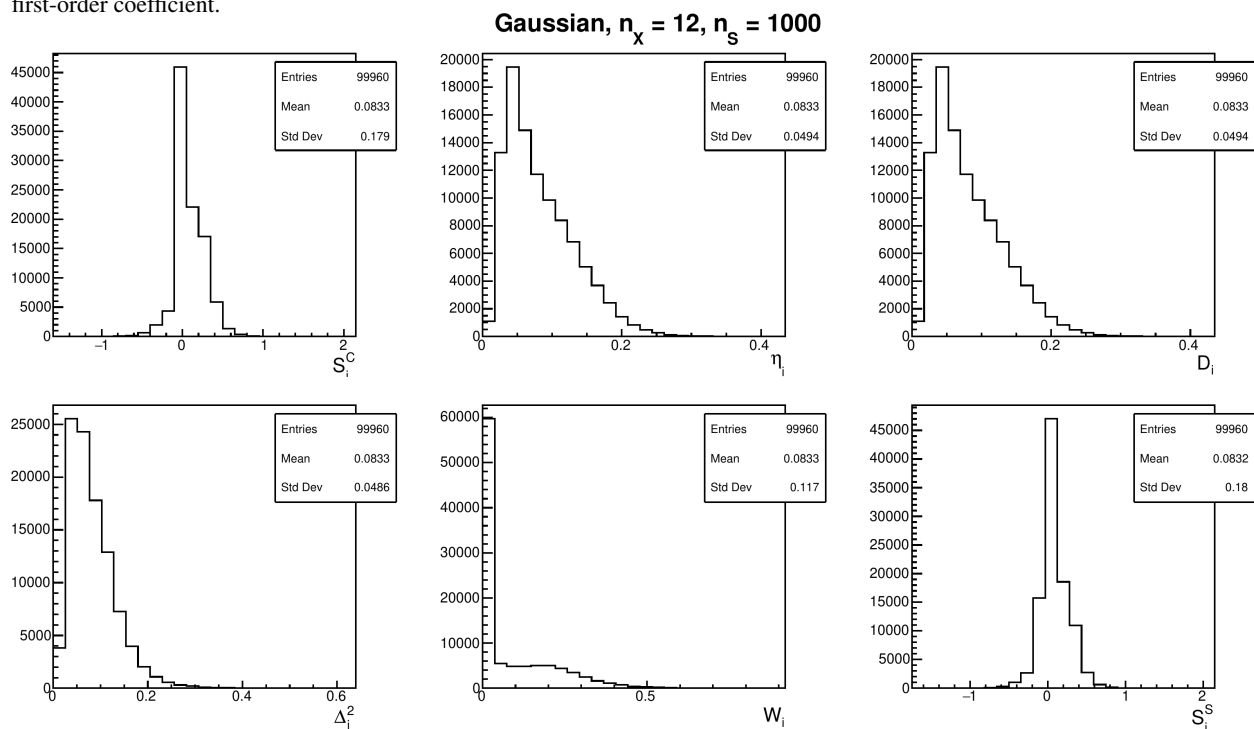 first-order coefficient.
Gaussian, n_X = 12, n_S = 1000
45000
40000
35000
30000
25000
20000
15000
10000
5000
0
−1 0 1 2
S_i^C
Entries 99960
Mean 0.0833
Std Dev 0.179
20000
18000
16000
14000
12000
10000
8000
6000
4000
2000
0
0 0.2 0.4
η_i
Entries 99960
Mean 0.0833
Std Dev 0.0494
20000
18000
16000
14000
12000
10000
8000
6000
4000
2000
0
0 0.2 0.4
D_i
Entries 99960
Mean 0.0833
Std Dev 0.0494
25000
20000
15000
10000
5000
0
0 0.2 0.4 0.6
Δ_i^2
Entries 99960
Mean 0.0833
Std Dev 0.0486
60000
50000
40000
30000
20000
10000
0
0 0.5
W_i
Entries 99960
Mean 0.0833
Std Dev 0.117
45000
40000
35000
30000
25000
20000
15000
10000
5000
0
−1 0 1 2
S_i^S
Entries 99960
Mean 0.0832
Std Dev 0.18